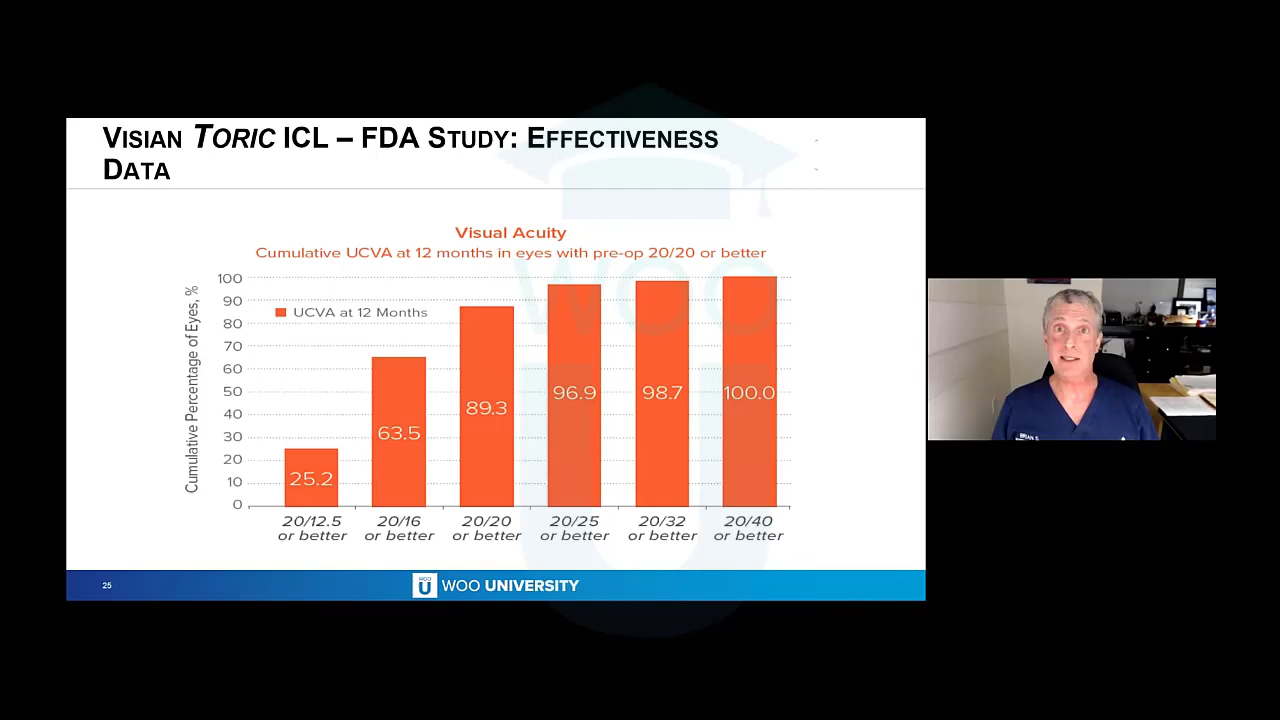 VISIAN TORIC ICL – FDA STUDY: EFFECTIVENESS
DATA
Visual Acuity
Cumulative UCVA at 12 months in eyes with pre-op 20/20 or better
Cumulative Percentage of Eyes, %
100
90
80
70
60
50
40
30
20
10
0
UCVA at 12 Months
25.2
63.5
89.3
96.9
98.7
100.0
20/12.5 or better
20/16 or better
20/20 or better
20/25 or better
20/32 or better
20/40 or better
25
WOO U WOO UNIVERSITY
WOO
U
BRIAN S.